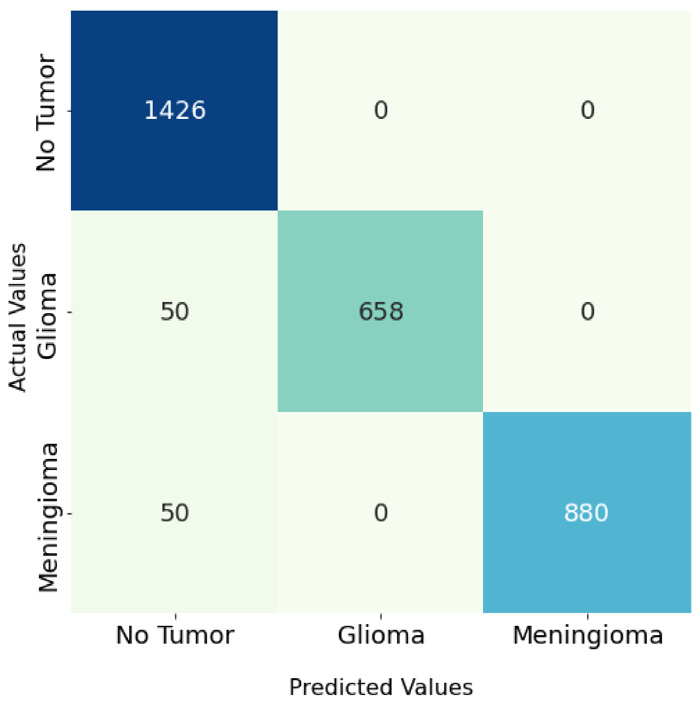 No Tumor 1426 0 0
Actual Values
Glioma 50 658 0
Meningioma 50 0 880
No Tumor Glioma Meningioma
Predicted Values